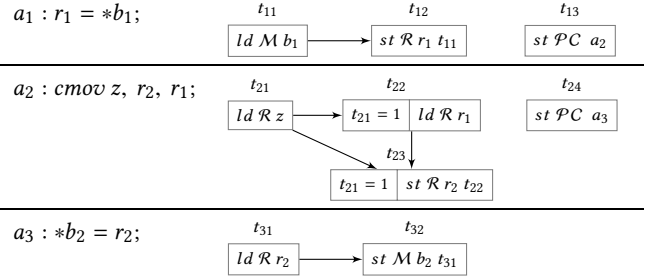 a₁ : r₁ = *b₁; t₁₁ t₁₂ t₁₃
ld ℳ b₁ st ℛ r₁ t₁₁ st 𝒫𝒞 a₂
a₂ : cmov z, r₂, r₁; t₂₁ t₂₂ t₂₄
ld ℛ z t₂₁ = 1 ld ℛ r₁ st 𝒫𝒞 a₃
t₂₃
t₂₁ = 1 st ℛ r₂ t₂₂
a₃ : *b₂ = r₂; t₃₁ t₃₂
ld ℛ r₂ st ℳ b₂ t₃₁